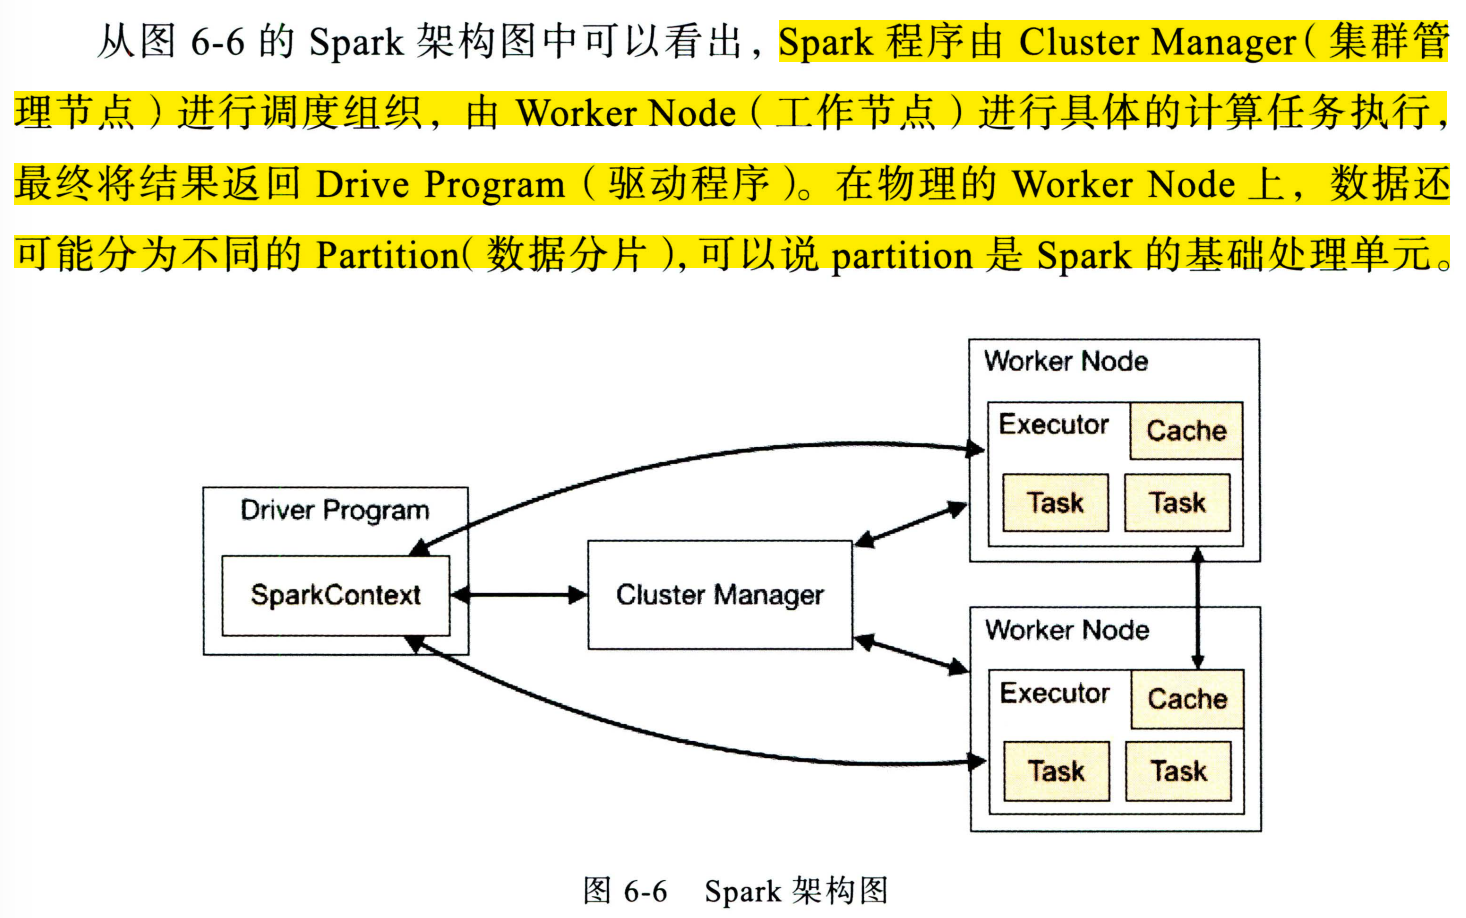 从图 6-6 的 Spark 架构图中可以看出，Spark 程序由 Cluster Manager（集群管
理节点）进行调度组织，由 Worker Node（工作节点）进行具体的计算任务执行，
最终将结果返回 Drive Program（驱动程序）。在物理的 Worker Node 上，数据还
可能分为不同的 Partition（数据分片），可以说 partition 是 Spark 的基础处理单元。
Worker Node
Executor
Cache
Task
Task
Driver Program
SparkContext
Cluster Manager
Worker Node
Executor
Cache
Task
Task
图 6-6 Spark 架构图